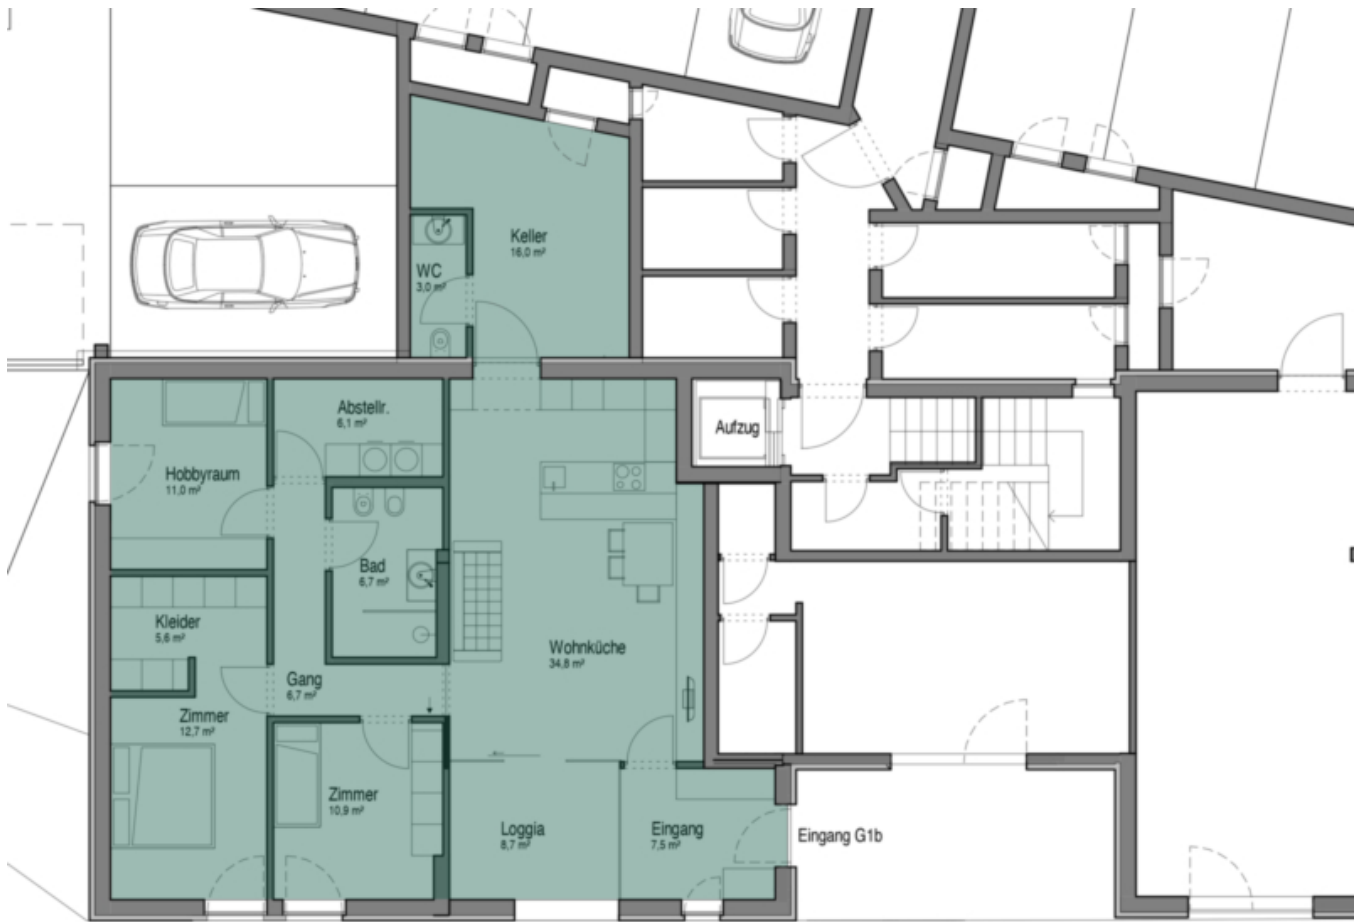 Keller
16,0 m²
WC
3,0 m²
Abstellr.
6,1 m²
Aufzug
Hobbyraum
11,0 m²
Bad
6,7 m²
Kleider
5,6 m²
Wohnküche
34,8 m²
Gang
6,7 m²
Zimmer
12,7 m²
Zimmer
10,9 m²
Loggia
8,7 m²
Eingang
7,5 m²
Eingang G1b